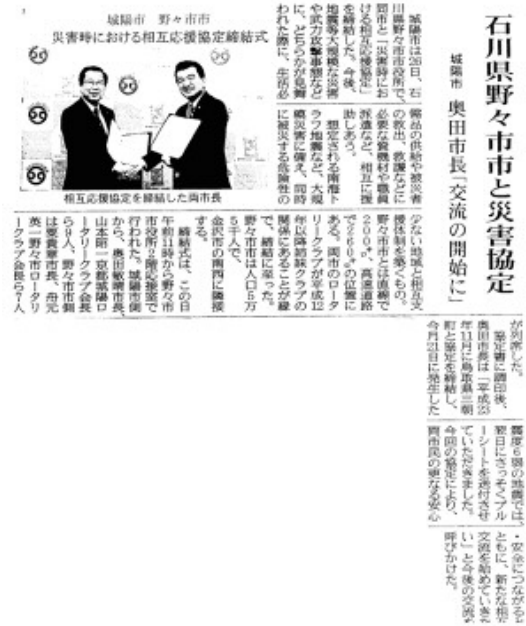 石川県野々市市と災害協定
城陽市 奥田市長「交流の開始に」
城陽市 野々市市
災害時における相互応援協定締結式
相互応援協定を締結した両市長
城陽市は26日、石
川県野々市市役所で、
同市と「災害時にお
ける相互応援協定」
を締結した。今後、
地震等大規模な災害
や武力攻撃事態など
に、どちらかが見舞
われた際に、生活必
需品の供給や被災者
の救出、救護などに
必要な資機材や職員
派遣など、相互に援
助しあう。
想定される南海ト
ラフ地震など、大規
模災害に備え、同時
に被災する危険性の
少ない地域と相互支
援体制を築くもの。
野々市市とは直線で
200㌔、高速道路
で260㌔の位置に
ある。両市のロータ
リークラブが平成12
年以降姉妹クラブの
関係にあることが縁
で、締結に至った。
野々市市は人口5万
5千人で、
金沢市の南西に隣接
する。
締結式は、この日
午前11時から野々市
市役所2階応接室で
行われた。城陽市側
から、奥田敏晴市長、
山本昭一京都城陽ロ
ータリークラブ会長
ら9人、野々市市側
は粟貴章市長、舟元
英一野々市ロータリ
ークラブ会長ら7人
が列席した。
協定書に調印後、
奥田市長は「平成23
年11月に鳥取県三朝
町と協定を締結し、
今月21日に発生した
震度6弱の地震では、
翌日にさっそくブル
ーシートを送付させ
ていただきました。
今回の協定により、
両市民の更なる安心
・安全につながると
ともに、新たな相互
交流を始めていきた
い」と今後の交流を
呼びかけた。